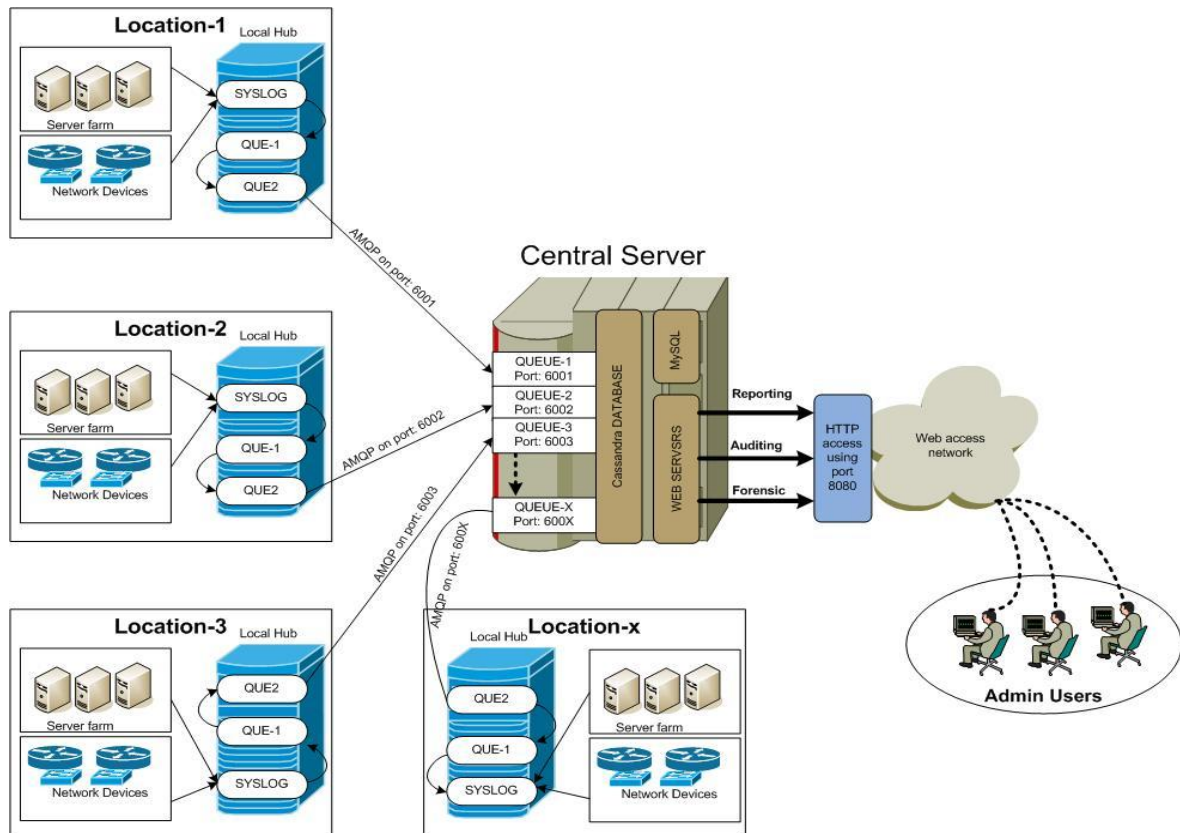 Location-1
Local Hub
SYSLOG
QUE-1
QUE2
Server farm
Network Devices
AMQP on port: 6001
Location-2
Local Hub
SYSLOG
QUE-1
QUE2
Server farm
Network Devices
AMQP on port: 6002
Location-3
Local Hub
QUE2
QUE-1
SYSLOG
Server farm
Network Devices
AMQP on port: 6003
Location-x
Local Hub
QUE2
QUE-1
SYSLOG
Server farm
Network Devices
AMQP on port: 600X
Central Server
QUEUE-1
Port: 6001
QUEUE-2
Port: 6002
QUEUE-3
Port: 6003
QUEUE-X
Port: 600X
Cassandra DATABASE
MySQL
WEB SERVSRS
Reporting
Auditing
Forensic
HTTP
access
using
port
8080
Web access
network
Admin Users